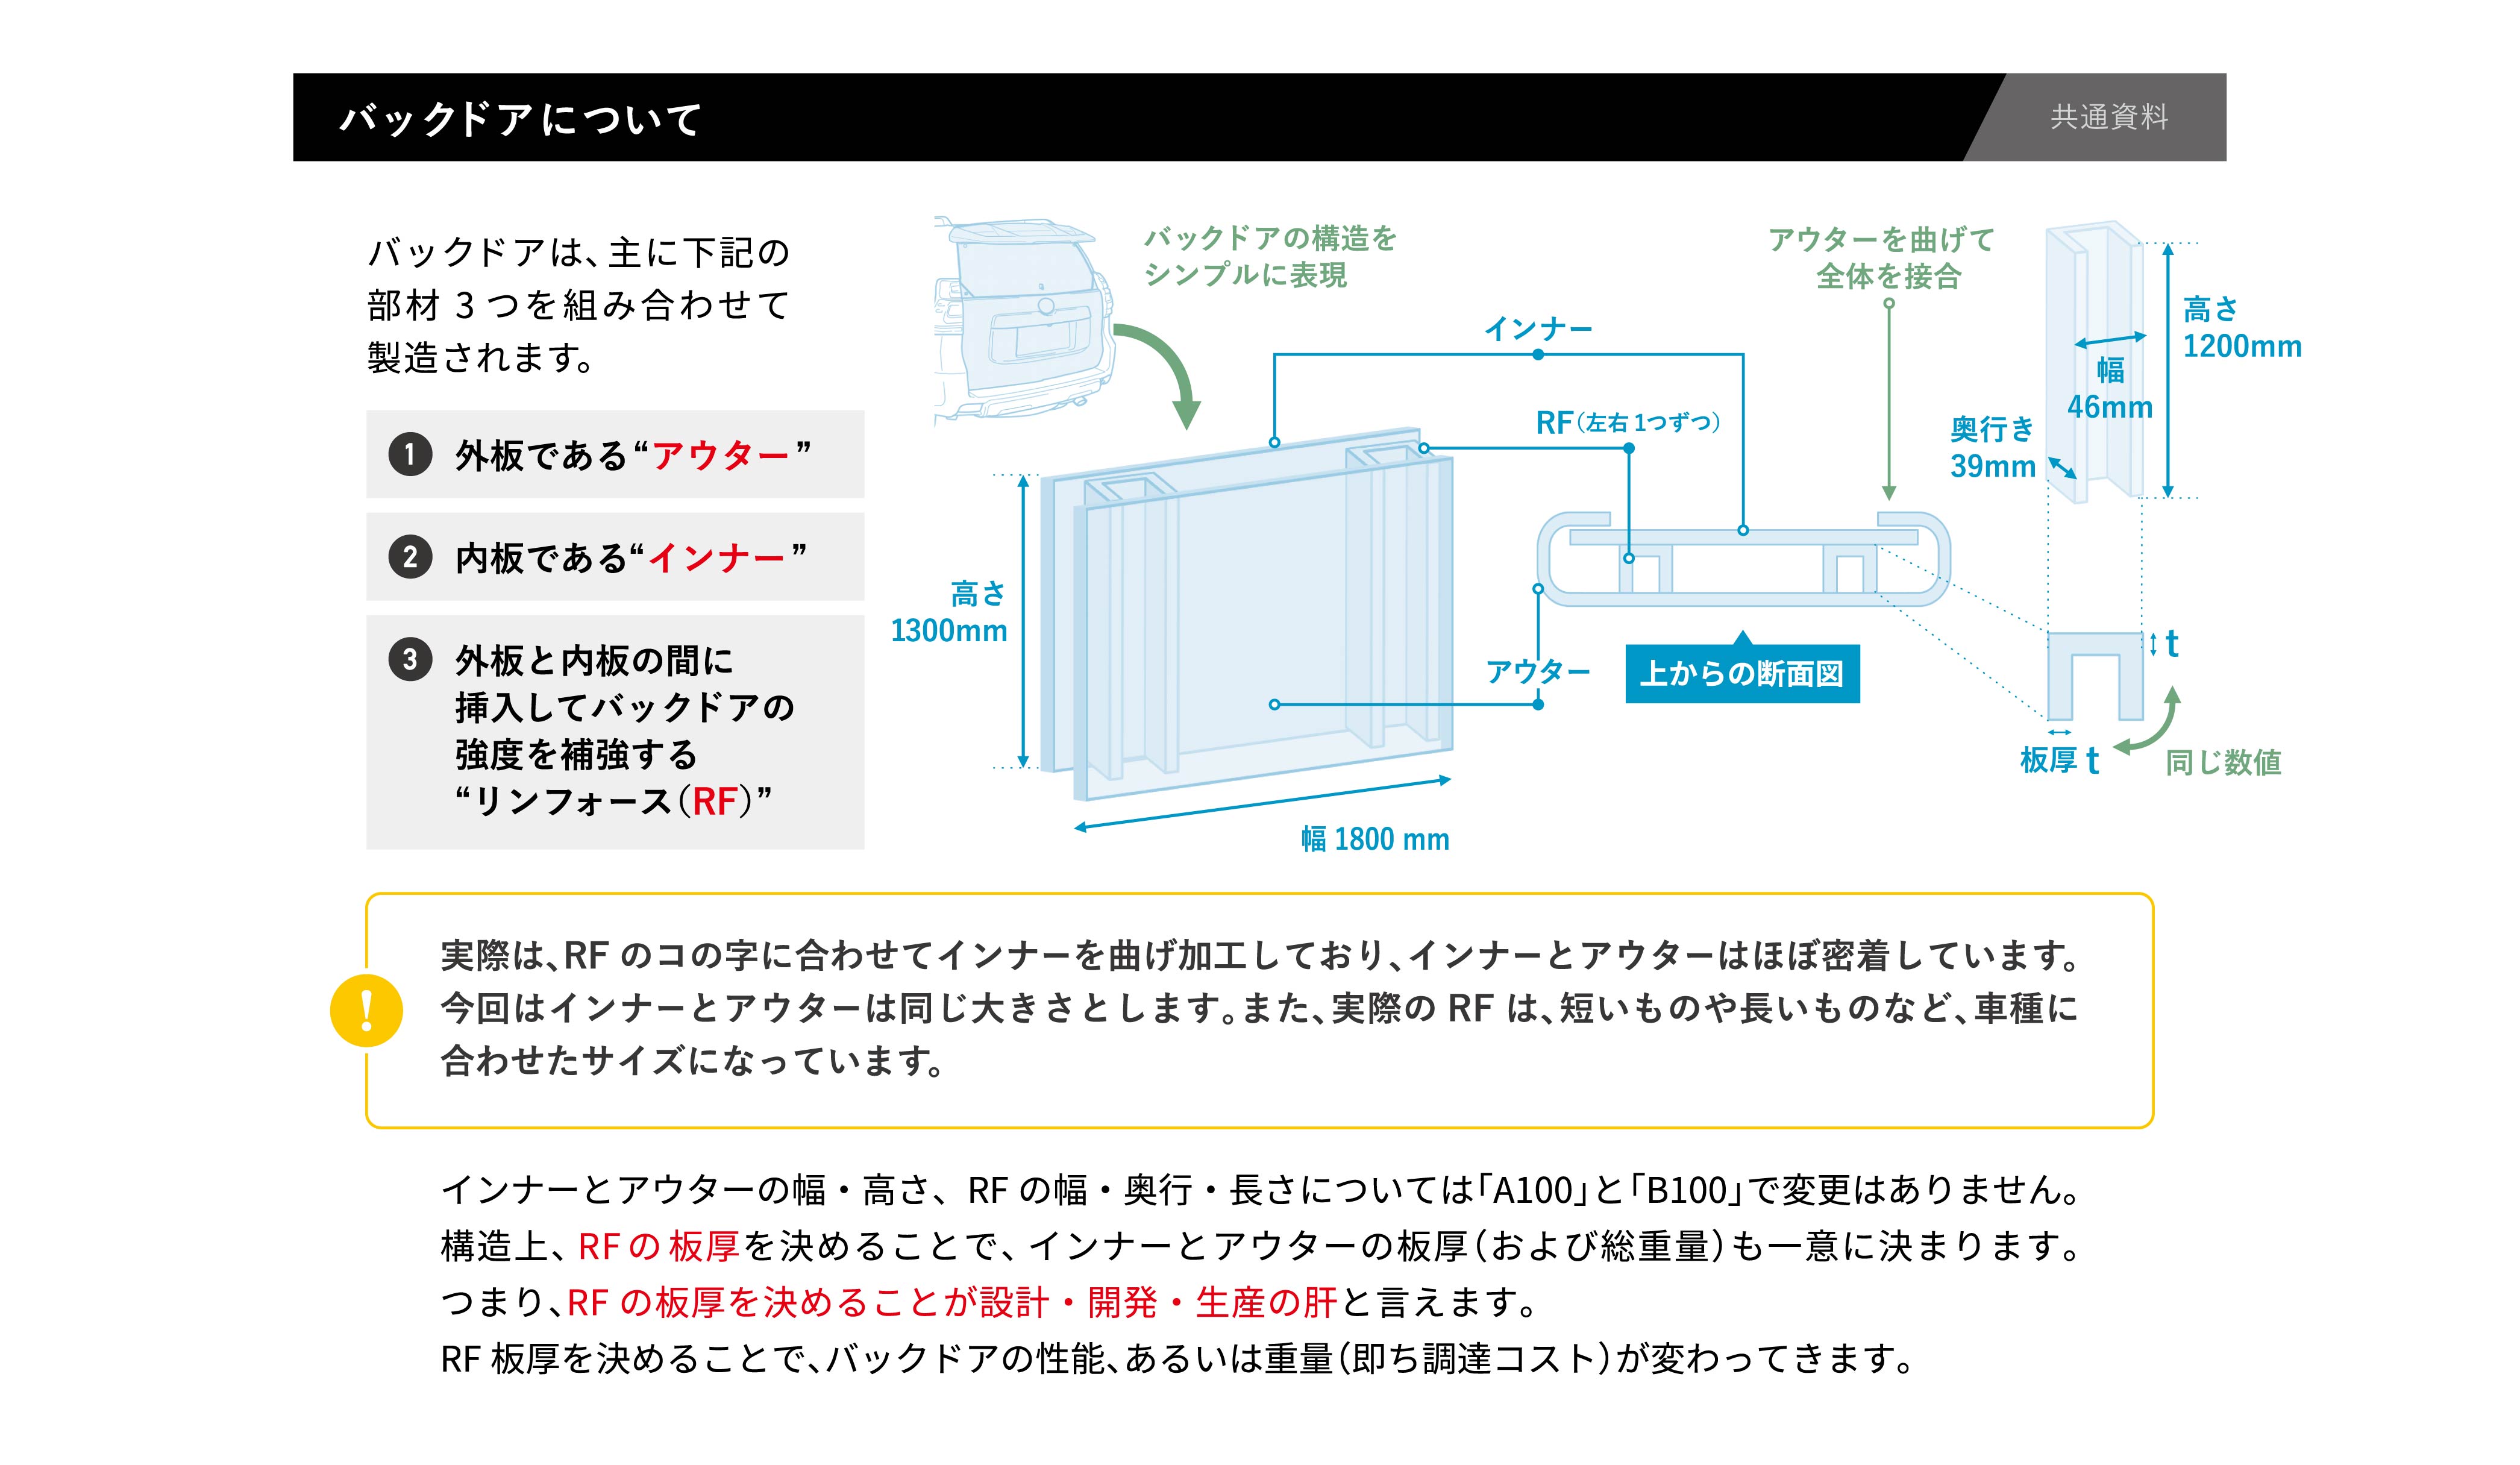 バックドアについて
共通資料
バックドアは、主に下記の
部材 3 つを組み合わせて
製造されます。
1 外板である“アウター”
2 内板である“インナー”
3 外板と内板の間に
挿入してバックドアの
強度を補強する
“リンフォース（RF）”
バックドアの構造を
シンプルに表現
インナー
RF（左右 1つずつ）
アウターを曲げて
全体を接合
高さ
1300mm
幅 1800 mm
アウター
上からの断面図
高さ
1200mm
幅
46mm
奥行き
39mm
t
板厚 t
同じ数値
!
実際は、RF のコの字に合わせてインナーを曲げ加工しており、インナーとアウターはほぼ密着しています。
今回はインナーとアウターは同じ大きさとします。また、実際の RF は、短いものや長いものなど、車種に
合わせたサイズになっています。
インナーとアウターの幅・高さ、RF の幅・奥行・長さについては「A100」と「B100」で変更はありません。
構造上、RF の 板厚を決めることで、インナーとアウターの板厚（および総重量）も一意に決まります。
つまり、RF の板厚を決めることが設計・開発・生産の肝と言えます。
RF 板厚を決めることで、バックドアの性能、あるいは重量（即ち調達コスト）が変わってきます。